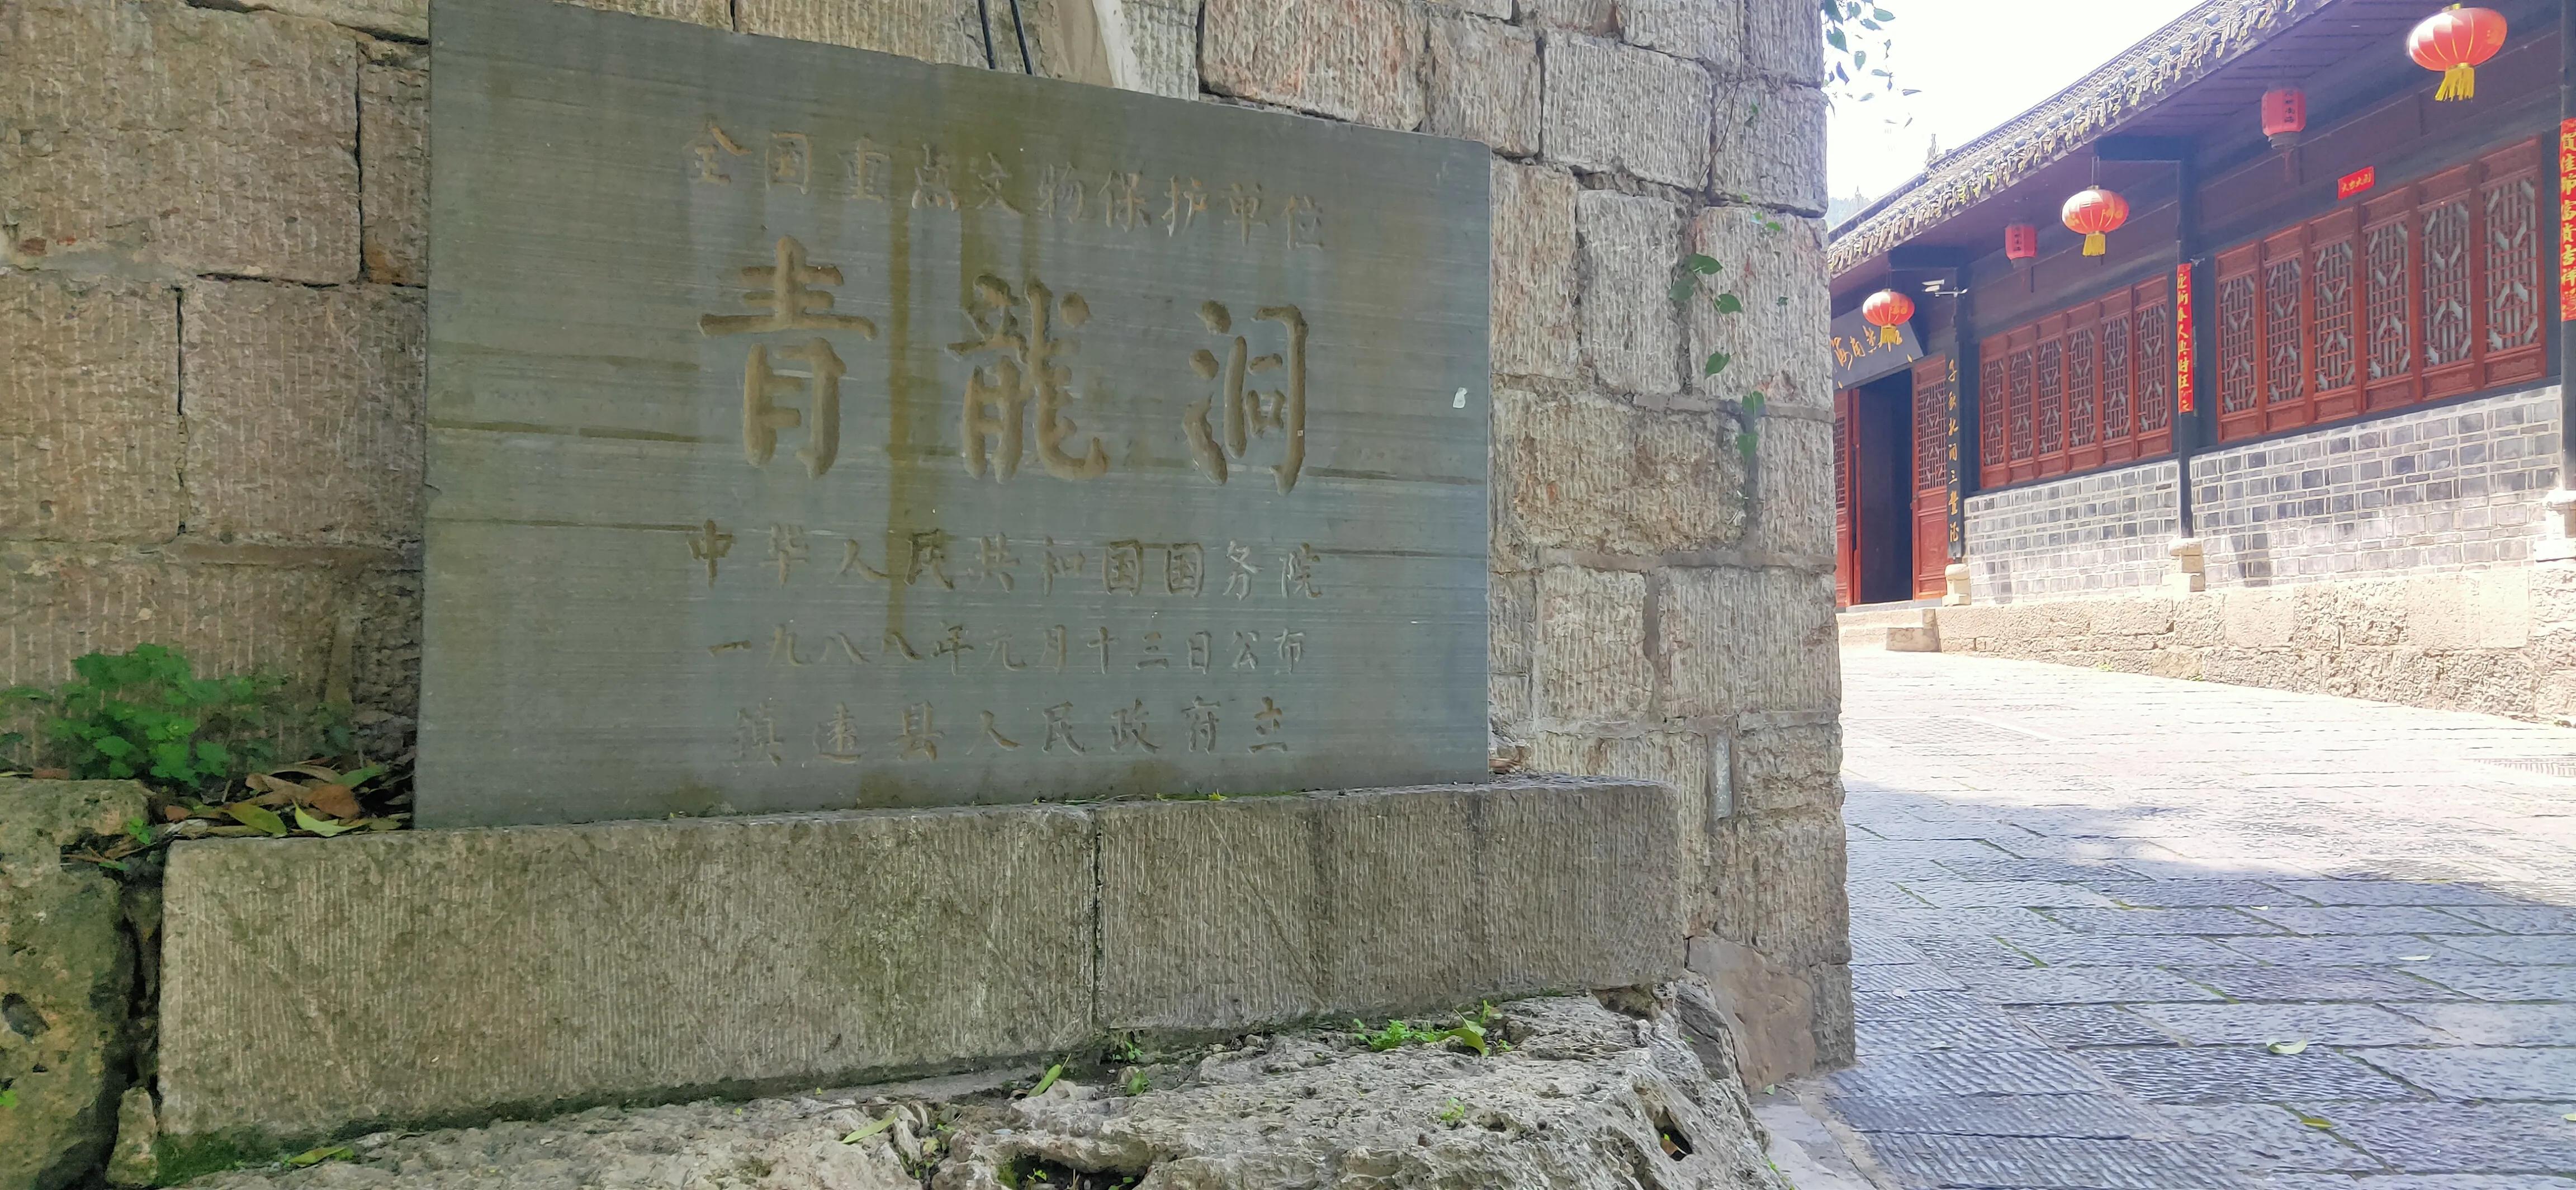 全国重点文物保护单位
青龍洞
中华人民共和国国务院
一九八八年元月十三日公布
镇远县人民政府立